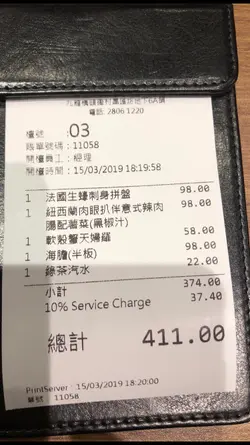 電話: 2806 1220
檯號 : 03
賬單號碼 : 11058
開檯員工 : 經理
開檯時間 : 15/03/2019 18:19:58
1 法國生蠔刺身拼盤 98.00
1 紐西蘭肉眼扒伴意式辣肉 98.00
腸配薯菜(黑椒汁)
1 軟殼蟹天婦羅 58.00
1 海膽(半板) 98.00
1 綠茶汽水 22.00
小計 374.00
10% Service Charge 37.40
總計 411.00
PrintServer : 15/03/2019 18:20:00
單號 : 11058